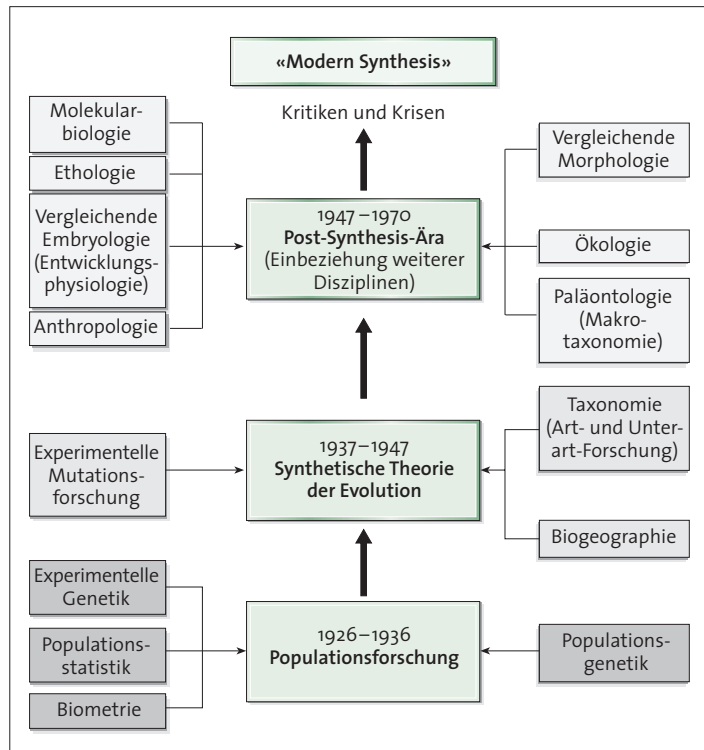 «Modern Synthesis»
Kritiken und Krisen
Molekular-
biologie
Ethologie
Vergleichende
Embryologie
(Entwicklungs-
physiologie)
Anthropologie
1947–1970
Post-Synthesis-Ära
(Einbeziehung weiterer
Disziplinen)
Vergleichende
Morphologie
Ökologie
Paläontologie
(Makro-
taxonomie)
Experimentelle
Mutations-
forschung
1937–1947
Synthetische Theorie
der Evolution
Taxonomie
(Art- und Unter-
art-Forschung)
Biogeographie
Experimentelle
Genetik
Populations-
statistik
Biometrie
1926–1936
Populationsforschung
Populations-
genetik